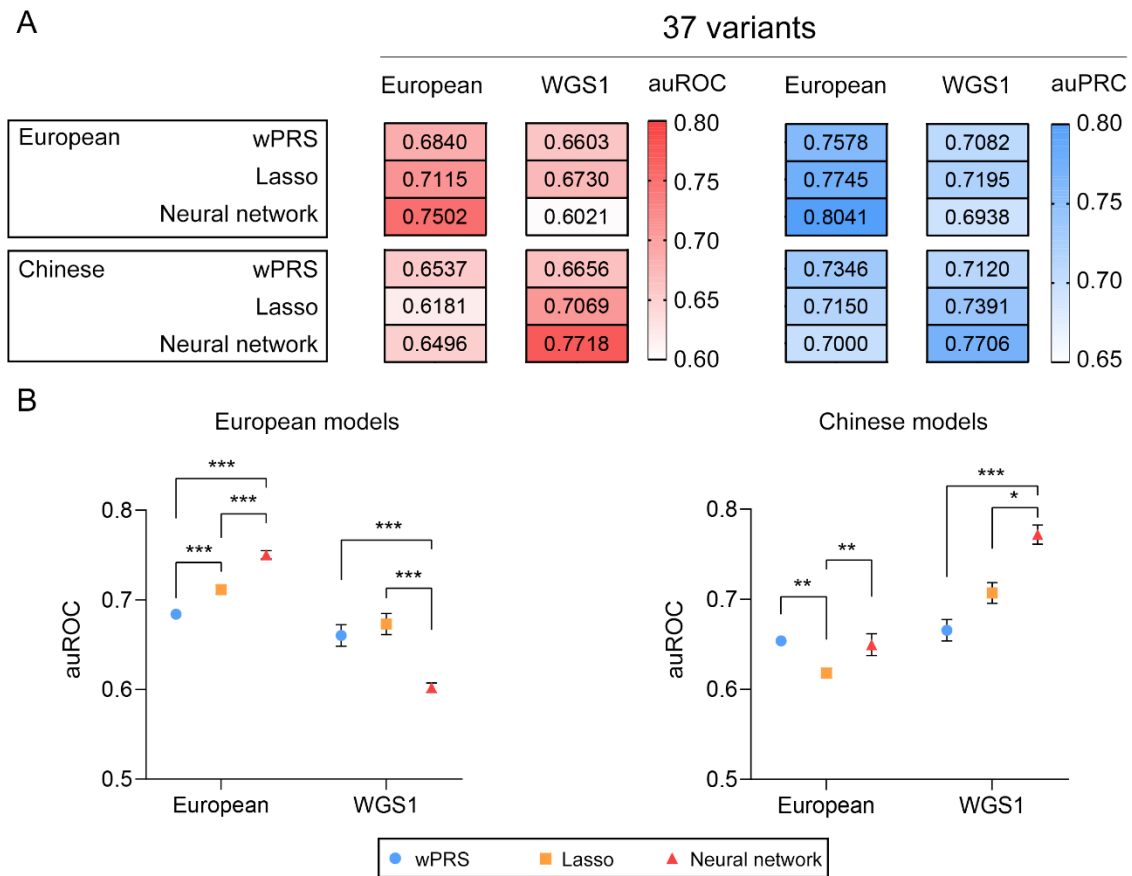 A
37 variants
European WGS1 auROC European WGS1 auPRC
European wPRS 0.6840 0.6603 0.80 0.7578 0.7082 0.80
Lasso 0.7115 0.6730 0.75 0.7745 0.7195 0.75
Neural network 0.7502 0.6021 0.8041 0.6938
0.70
Chinese wPRS 0.6537 0.6656 0.7346 0.7120 0.70
Lasso 0.6181 0.7069 0.65 0.7150 0.7391
Neural network 0.6496 0.7718 0.60 0.7000 0.7706 0.65
B
European models
auROC
0.8
0.7
0.6
0.5
***
***
***
***
***
European WGS1
Chinese models
auROC
0.8
0.7
0.6
0.5
**
**
***
*
European WGS1
wPRS Lasso Neural network